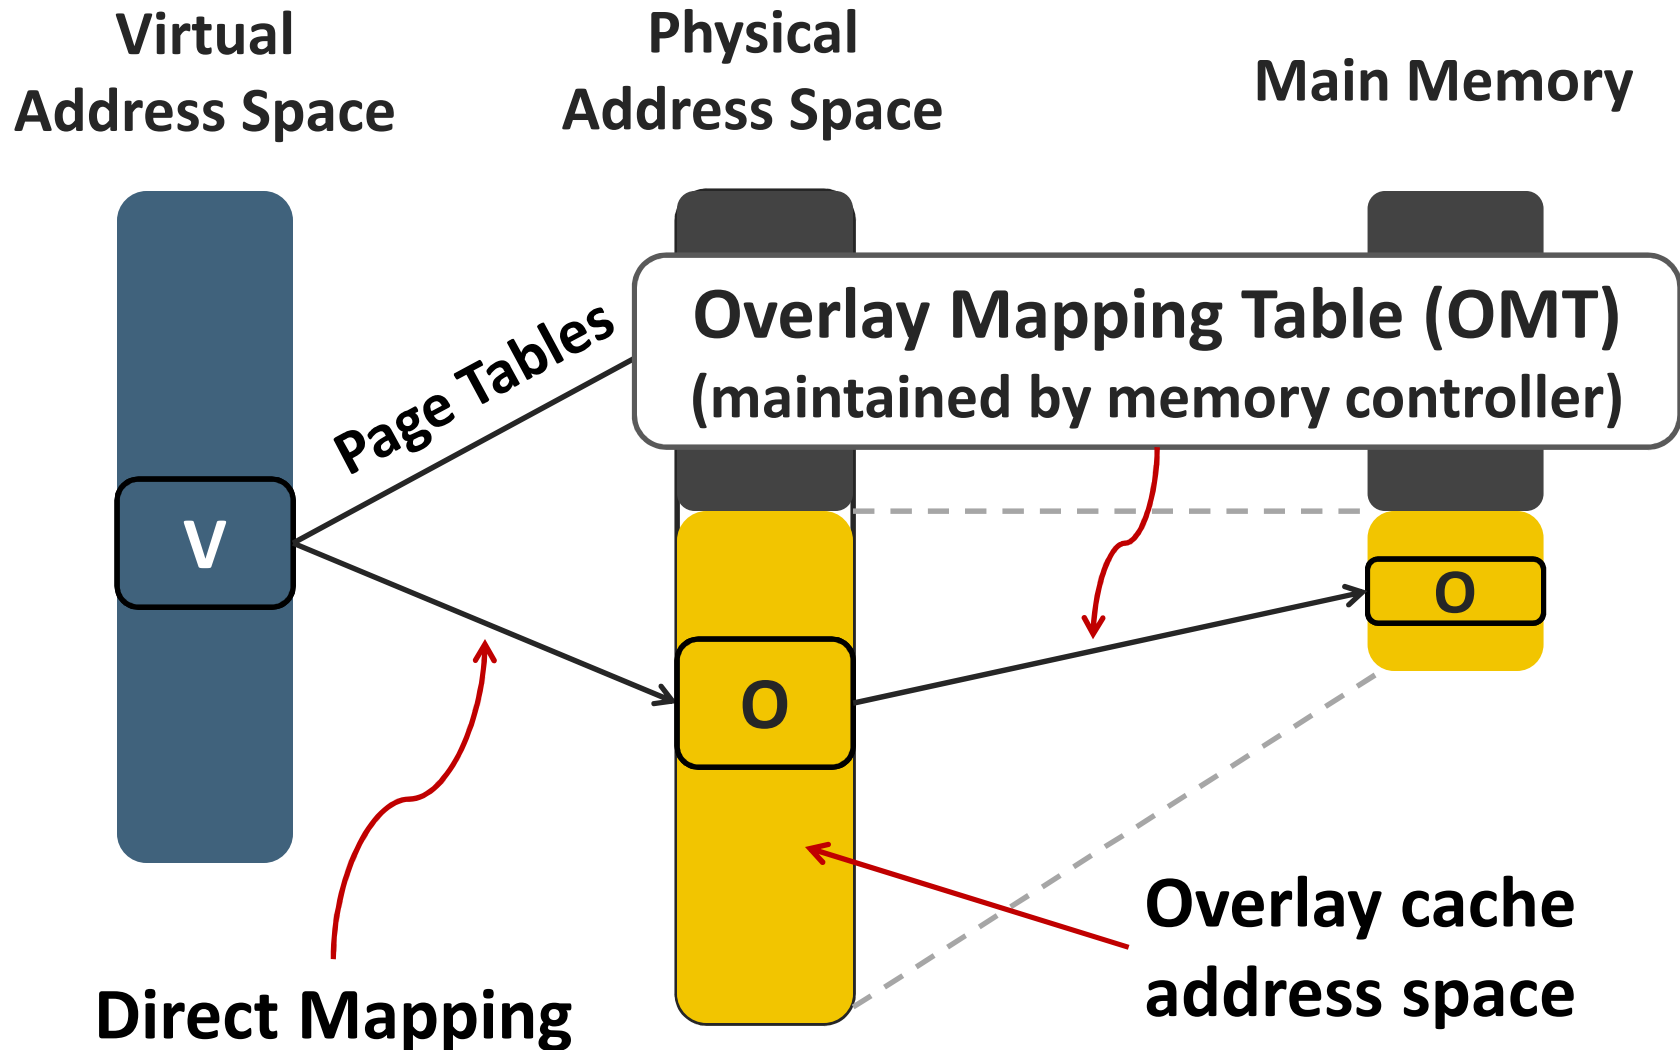 Virtual
Address Space
Physical
Address Space
Main Memory
Page Tables
Overlay Mapping Table (OMT)
(maintained by memory controller)
V
O
O
Overlay cache
address space
Direct Mapping